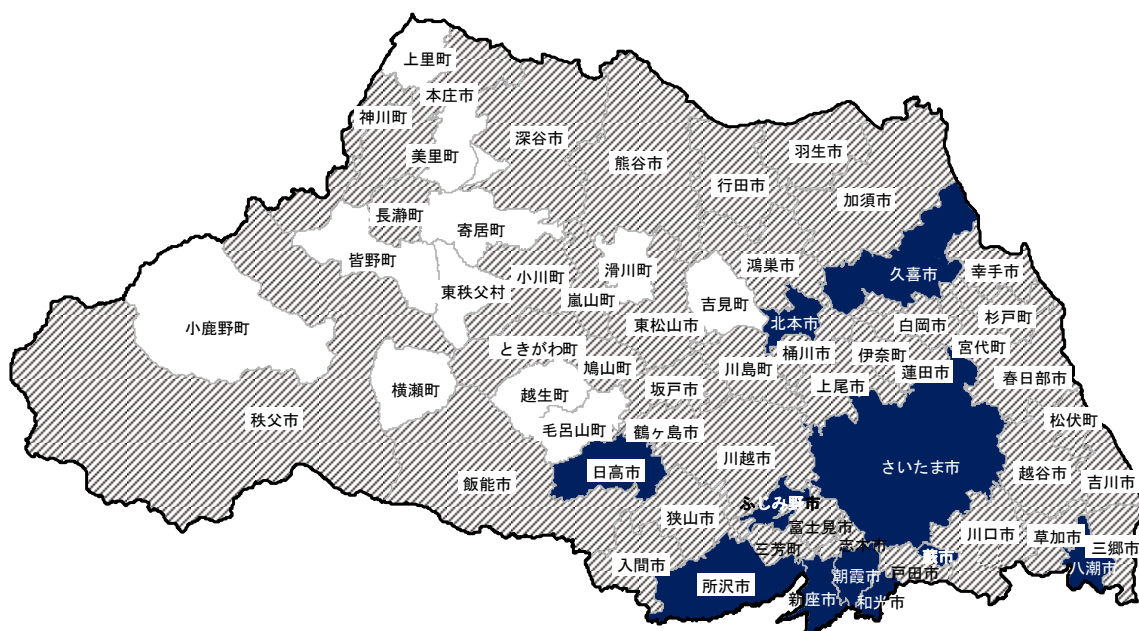 上里町
本庄市
神川町
深谷市
美里町
熊谷市
羽生市
行田市
加須市
長瀞町
寄居町
皆野町
小川町
滑川町
鴻巣市
久喜市
幸手市
東秩父村
嵐山町
吉見町
小鹿野町
東松山市
北本市
白岡市
杉戸町
ときがわ町
桶川市
伊奈町
宮代町
鳩山町
川島町
蓮田市
横瀬町
越生町
坂戸市
上尾市
春日部市
秩父市
毛呂山町
鶴ヶ島市
松伏町
川越市
日高市
さいたま市
越谷市
飯能市
吉川市
ふじみ野市
狭山市
富士見市
川口市
草加市
三芳町
志木市
三郷市
入間市
蕨市
八潮市
所沢市
朝霞市
戸田市
新座市
和光市